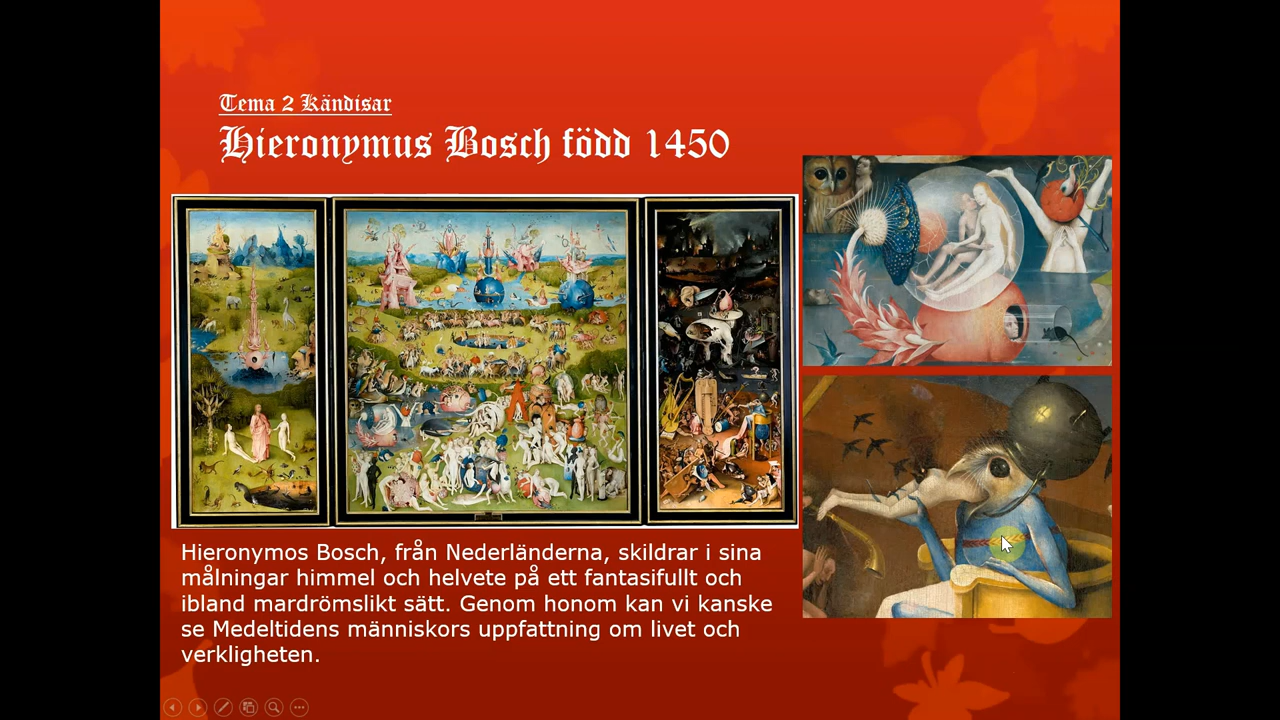 Tema 2 Kändisar
Hieronymus Bosch född 1450
Hieronymos Bosch, från Nederländerna, skildrar i sina
målningar himmel och helvete på ett fantasifullt och
ibland mardrömslikt sätt. Genom honom kan vi kanske
se Medeltidens människors uppfattning om livet och
verkligheten.